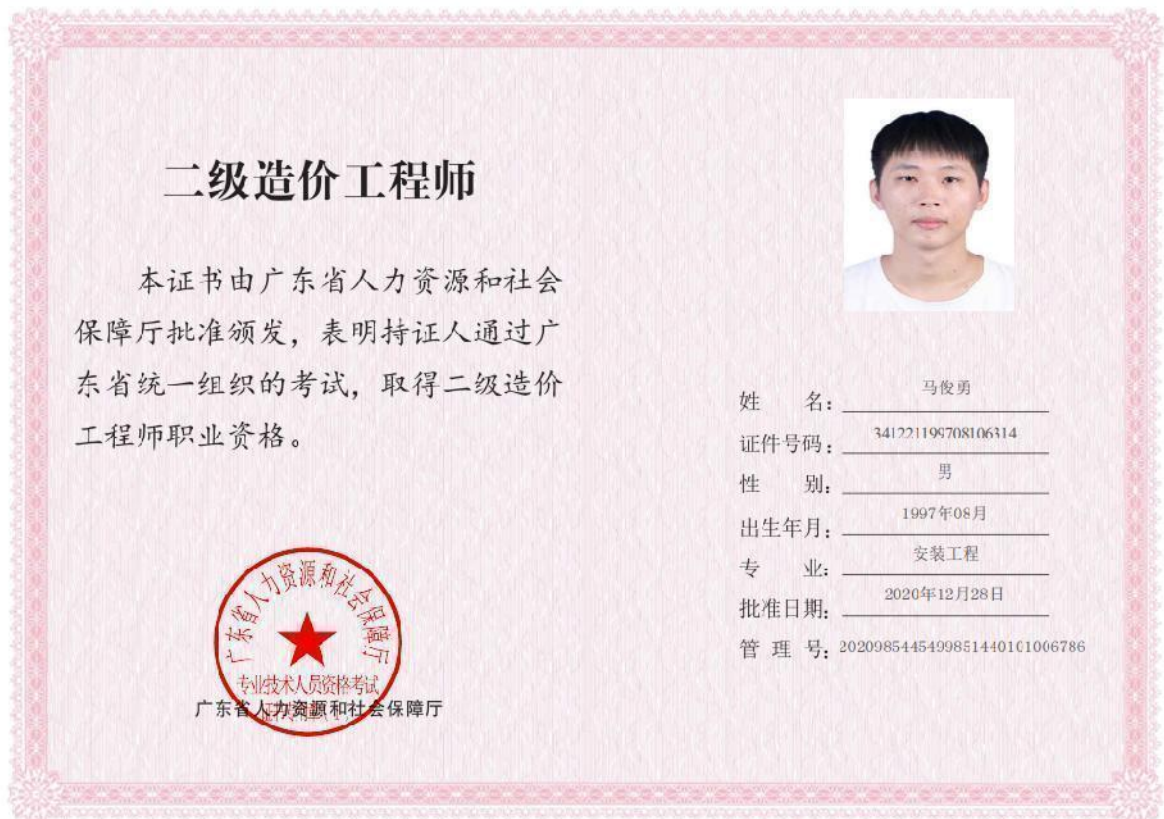 二级造价工程师
本证书由广东省人力资源和社会
保障厅批准颁发，表明持证人通过广
东省统一组织的考试，取得二级造价
工程师职业资格。
广东省人力资源和社会保障厅
专业技术人员资格考试
广东省人力资源和社会保障厅
姓 名：马俊勇
证件号码：341221199708106314
性 别：男
出生年月：1997年08月
专 业：安装工程
批准日期：2020年12月28日
管 理 号：2020985445499851440101006786